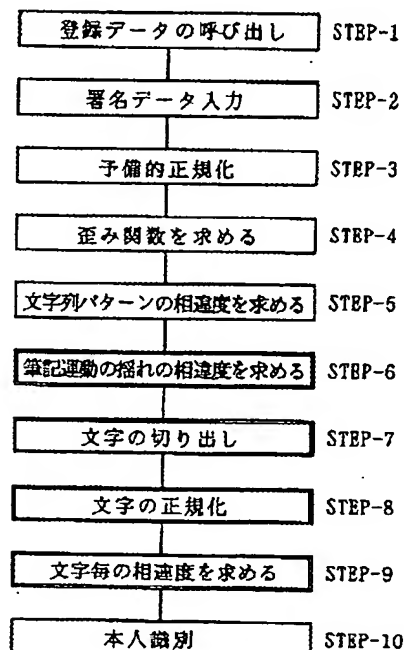 登録データの呼び出し STEP-1
署名データ入力 STEP-2
予備的正規化 STEP-3
歪み関数を求める STEP-4
文字列パターンの相違度を求める STEP-5
筆記運動の揺れの相違度を求める STEP-6
文字の切り出し STEP-7
文字の正規化 STEP-8
文字毎の相違度を求める STEP-9
本人識別 STEP-10